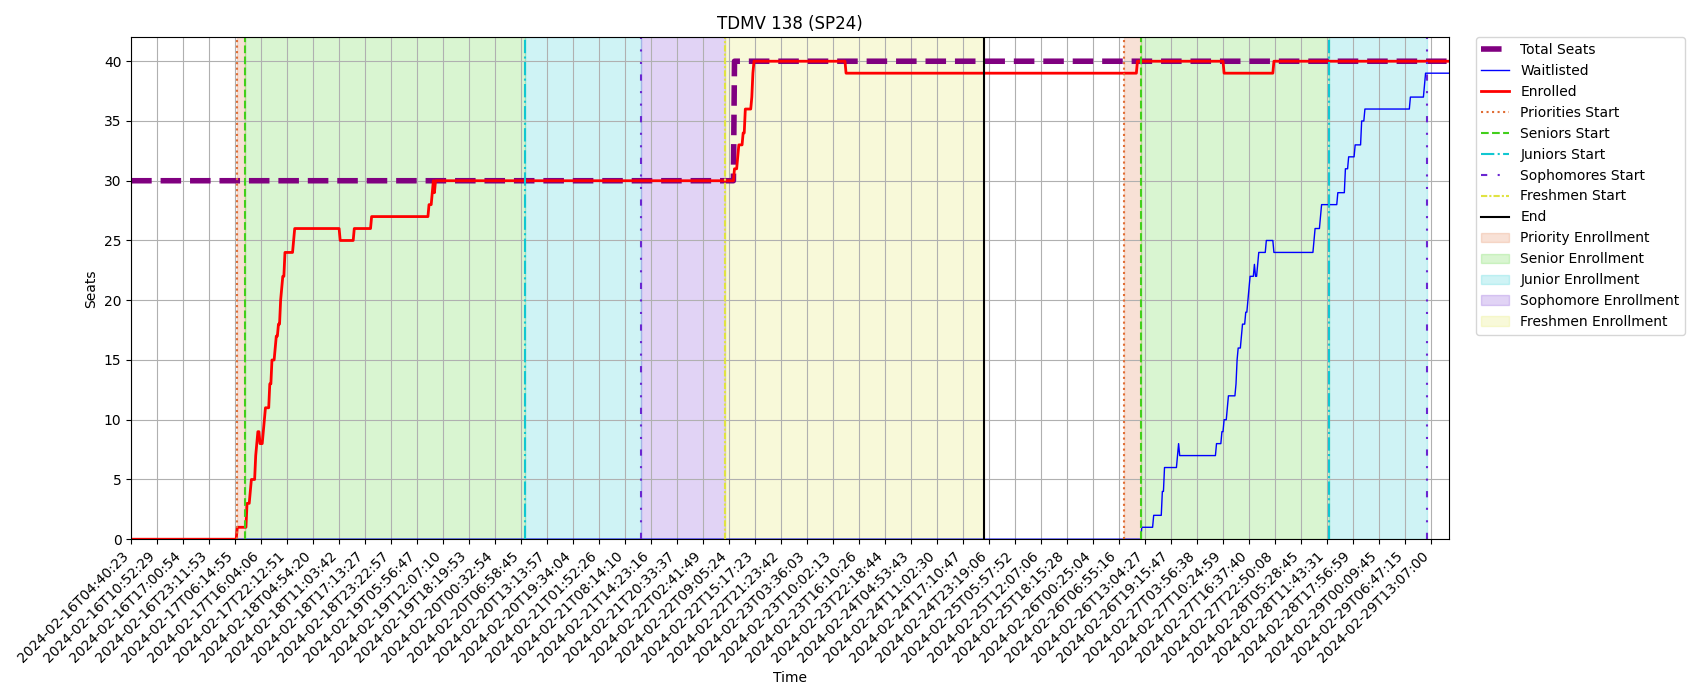 TDMV 138 (SP24)
Seats
40
35
30
25
20
15
10
5
0
2024-02-16T04:40:23
2024-02-16T10:52:29
2024-02-16T17:00:54
2024-02-16T23:11:53
2024-02-17T06:14:55
2024-02-17T16:04:06
2024-02-17T22:12:51
2024-02-18T04:54:20
2024-02-18T11:03:42
2024-02-18T17:13:27
2024-02-18T23:22:57
2024-02-19T05:56:47
2024-02-19T12:07:10
2024-02-19T18:19:53
2024-02-20T00:32:54
2024-02-20T06:58:45
2024-02-20T13:13:57
2024-02-20T19:34:04
2024-02-21T01:52:26
2024-02-21T08:14:10
2024-02-21T14:23:16
2024-02-21T20:33:37
2024-02-22T02:41:49
2024-02-22T09:05:24
2024-02-22T15:17:23
2024-02-22T21:23:42
2024-02-23T03:36:03
2024-02-23T10:02:13
2024-02-23T16:10:26
2024-02-23T22:18:44
2024-02-24T04:53:43
2024-02-24T11:02:30
2024-02-24T17:10:47
2024-02-24T23:19:06
2024-02-25T05:57:52
2024-02-25T12:07:06
2024-02-25T18:15:28
2024-02-26T00:25:04
2024-02-26T06:55:16
2024-02-26T13:04:27
2024-02-26T19:15:47
2024-02-27T03:56:38
2024-02-27T10:24:59
2024-02-27T16:37:40
2024-02-27T22:50:08
2024-02-28T05:28:45
2024-02-28T11:43:31
2024-02-28T17:56:59
2024-02-29T00:09:45
2024-02-29T06:47:15
2024-02-29T13:07:00
Time
Total Seats
Waitlisted
Enrolled
Priorities Start
Seniors Start
Juniors Start
Sophomores Start
Freshmen Start
End
Priority Enrollment
Senior Enrollment
Junior Enrollment
Sophomore Enrollment
Freshmen Enrollment